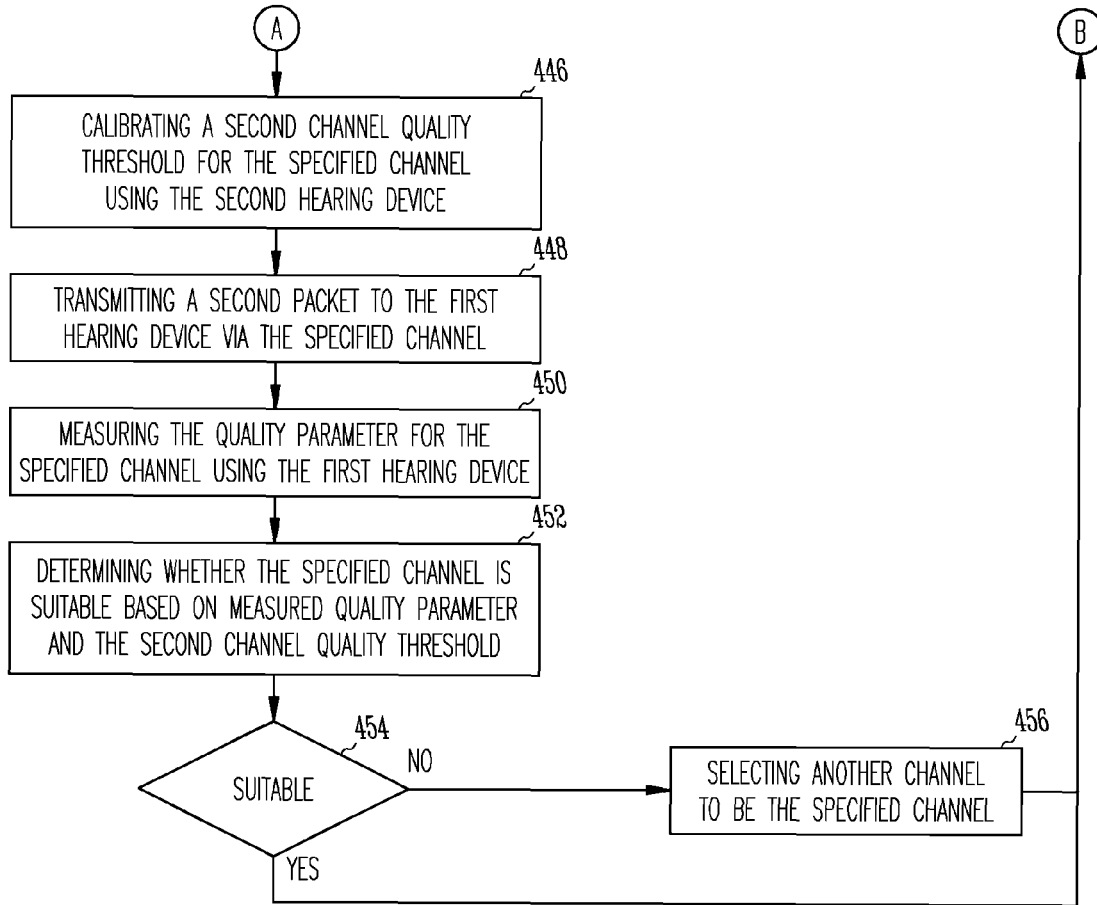 A
B
446
CALIBRATING A SECOND CHANNEL QUALITY
THRESHOLD FOR THE SPECIFIED CHANNEL
USING THE SECOND HEARING DEVICE
448
TRANSMITTING A SECOND PACKET TO THE FIRST
HEARING DEVICE VIA THE SPECIFIED CHANNEL
450
MEASURING THE QUALITY PARAMETER FOR THE
SPECIFIED CHANNEL USING THE FIRST HEARING DEVICE
452
DETERMINING WHETHER THE SPECIFIED CHANNEL IS
SUITABLE BASED ON MEASURED QUALITY PARAMETER
AND THE SECOND CHANNEL QUALITY THRESHOLD
454
SUITABLE
NO
YES
456
SELECTING ANOTHER CHANNEL
TO BE THE SPECIFIED CHANNEL